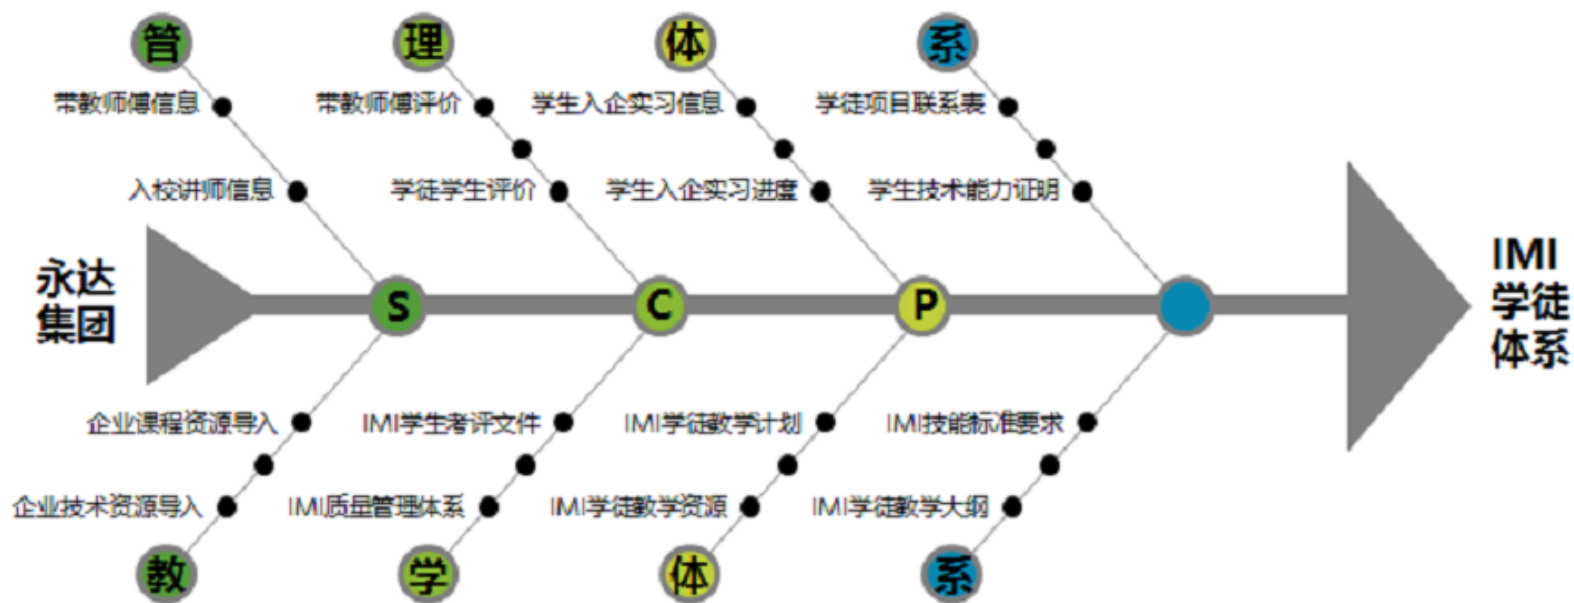 管 理 体 系
带教师傅信息 带教师傅评价 学生入企实习信息 学徒项目联系表
入校讲师信息 学徒学生评价 学生入企实习进度 学生技术能力证明
永达
集团
S C P
IMI
学徒
体系
企业课程资源导入 IMI学生考评文件 IMI学徒教学计划 IMI技能标准要求
企业技术资源导入 IMI质量管理体系 IMI学徒教学资源 IMI学徒教学大纲
教 学 体 系